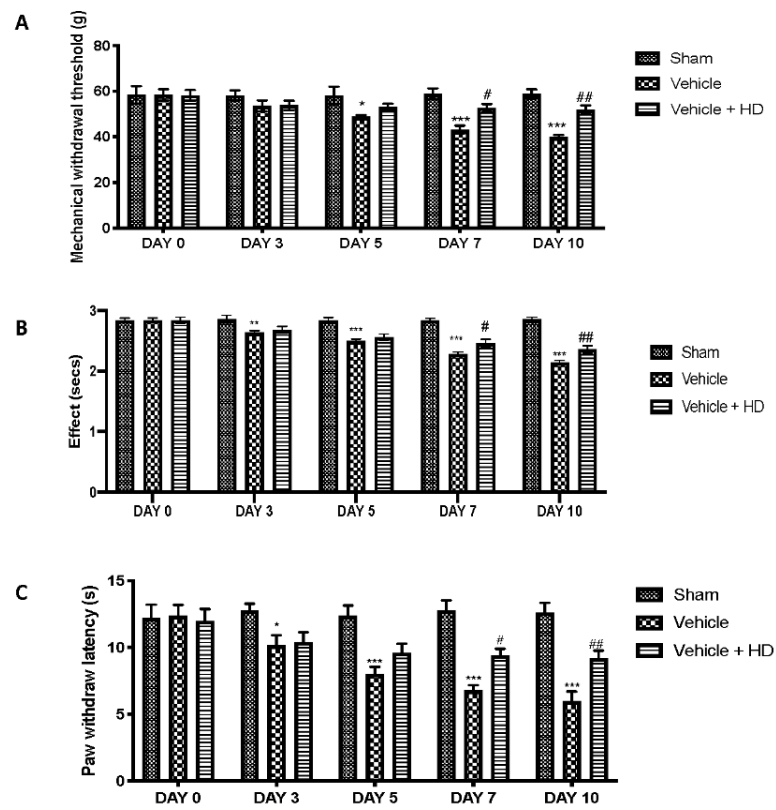 A
Mechanical withdrawal threshold (g)
80
60
40
20
0
*
***
#
***
##
DAY 0 DAY 3 DAY 5 DAY 7 DAY 10
Sham
Vehicle
Vehicle + HD
B
Effect (secs)
3
2
1
0
**
***
***
#
***
##
DAY 0 DAY 3 DAY 5 DAY 7 DAY 10
Sham
Vehicle
Vehicle + HD
C
Paw withdraw latency (s)
15
10
5
0
*
***
***
#
***
##
DAY 0 DAY 3 DAY 5 DAY 7 DAY 10
Sham
Vehicle
Vehicle + HD